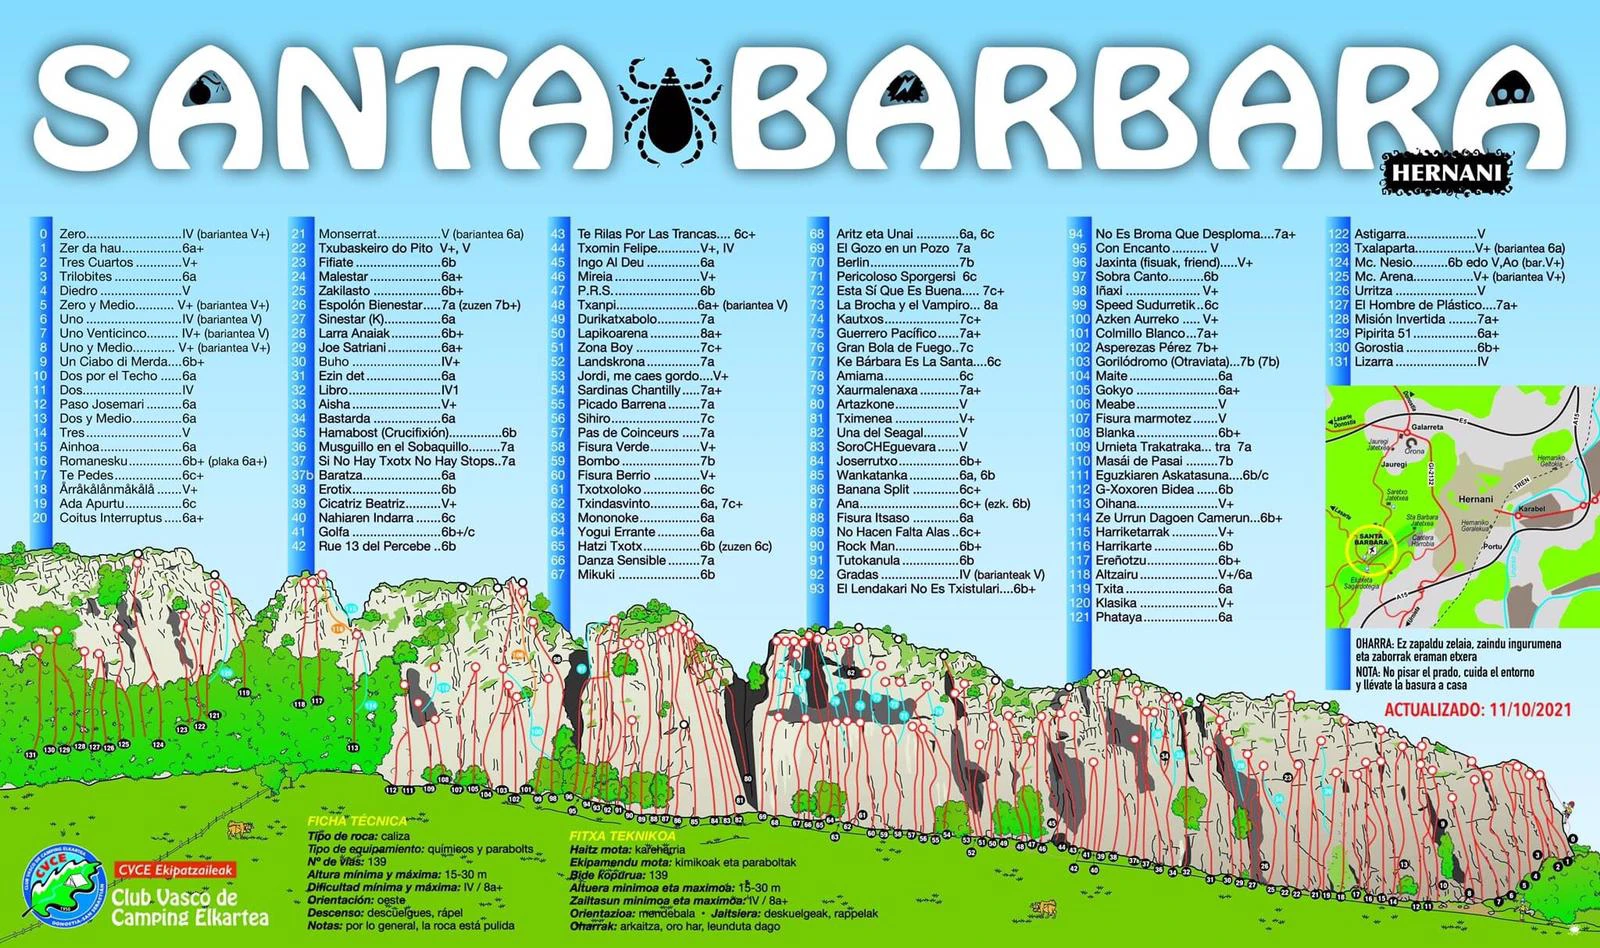 SANTA BARBARA
HERNANI
0 Zero.....................IV (bariantea V+)
1 Zer da hau...............6a+
2 Tres Cuartos.............V+
3 Trilobites...............6a
4 Diedro...................V
5 Zero y Medio............V+ (bariantea V+)
6 Uno......................IV (bariantea V)
7 Uno Venticinco..........IV+ (bariantea V)
8 Uno y Medio.............V+ (bariantea V+)
9 Un Ciabo di Merda....6b+
10 Dos por el Techo ......6a
11 Dos.....................IV
12 Paso Josemari .........6a
13 Dos y Medio............6a
14 Tres....................V
15 Ainhoa..................6a
16 Romanesku..............6b+ (plaka 6a+)
17 Te Pedes................6c+
18 Ärråkålånmåkålå ......V+
19 Ada Apurtu.............6c
20 Coitus Interruptus.....6a+
21 Monserrat...............V (bariantea 6a)
22 Txubaskeiro do Pito V+, V
23 Fifiate .................6b
24 Malestar ...............6a+
25 Zakilasto ..............6b+
26 Espolón Bienestar.....7a (zuzen 7b+)
27 Sinestar (K)............6a
28 Larra Anaiak ...........6b+
29 Joe Satriani............6a+
30 Buho ....................IV+
31 Ezin det................6a
32 Libro....................IV1
33 Aisha ...................V+
34 Bastarda ...............6a
35 Hamabost (Crucifixión)................6b
36 Musguillo en el Sobaquillo..........7a
37 Si No Hay Txotx No Hay Stops..7a
37b Baratza ................6a
38 Erotix ..................6b
39 Cicatriz Beatriz.........V+
40 Nahiaren Indarra .....6c
41 Golfa ...................6b+/c
42 Rue 13 del Percebe ..6b
43 Te Rilas Por Las Trancas.... 6c+
44 Txomin Felipe...........V+, IV
45 Ingo Al Deu ............6a
46 Mireia ..................V+
47 P.R.S....................6b
48 Txanpi..................6a+ (bariantea V)
49 Durikatxabolo..........7a
50 Lapikoarena ...........8a+
51 Zona Boy ...............7c+
52 Landskrona.............7a
53 Jordi, me caes gordo....V+
54 Sardinas Chantilly .....7a+
55 Picado Barrena ........7a
56 Sihiro...................7c
57 Pas de Coinceurs ......7a
58 Fisura Verde............V+
59 Bombo ..................7b
60 Fisura Berrio ...........V+
61 Txotxoloko .............6c
62 Txindasvinto...........6a, 7c+
63 Mononoke ..............6a
64 Yogui Errante ..........6a
65 Hatzi Txotx.............6b (zuzen 6c)
66 Danza Sensible ........7a
67 Mikuki ..................6b
68 Aritz eta Unai ...........6a, 6c
69 El Gozo en un Pozo 7a
70 Berlin...................7b
71 Pericoloso Sporgersi 6c
72 Esta Sí Que Es Buena.... 7c+
73 La Brocha y el Vampiro... 8a
74 Kautxos.................7c+
75 Guerrero Pacífico......7a+
76 Gran Bola de Fuego..7c
77 Ke Bárbara Es La Santa....6c
78 Amiama ................6c
79 Xaurmalenaxa .........7a+
80 Artazkone..............V
81 Tximenea ..............V+
82 Una del Seagal.........V
83 SoroCHEguevara ......V
84 Joserrutxo..............6b+
85 Wankatanka............6a, 6b
86 Banana Split ...........6c+
87 Ana.....................6c+ (ezk. 6b)
88 Fisura Itsaso ...........6a
89 No Hacen Falta Alas ..6c+
90 Rock Man ..............6b+
91 Tutokanula .............6b
92 Gradas .................IV (barianteak V)
93 El Lendakari No Es Txistulari....6b+
94 No Es Broma Que Desploma....7a+
95 Con Encanto ........... V
96 Jaxinta (fisuak, friend).....V+
97 Sobra Canto............6b
98 Iñaxi ................... V+
99 Speed Sudurretik ..6c
100 Azken Aurreko ..... V+
101 Colmillo Blanco...7a+
102 Asperezas Pérez 7b+
103 Gorilódromo (Otraviata)...7b (7b)
104 Maite ..................6a
105 Gokyo .................6a+
106 Meabe .................V
107 Fisura marmotez .....V
108 Blanka.................6b+
109 Urnieta Trakatraka... tra 7a
110 Masái de Pasai .......7b
111 Eguzkiaren Askatasuna....6b/c
112 G-Xoxoren Bidea .....6b
113 Oihana................V+
114 Ze Urrun Dagoen Camerun...6b+
115 Harriketarrak..........V+
116 Harrikarte .............6b
117 Ereñotzu...............6b+
118 Altzairu ................V+/6a
119 Txita ...................6a
120 Klasika .................V+
121 Phataya................6a
122 Astigarra..............V
123 Txalaparta............V+ (bariantea 6a)
124 Mc. Nesio..........6b edo V,Ao (bar.V+)
125 Mc. Arena............V+ (bariantea V+)
126 Urritza .................V
127 El Hombre de Plástico....7a+
128 Misión Invertida .......7a+
129 Pipirita 51 .............6a+
130 Gorostia ...............6b+
131 Lizarra.................IV
Galarreta
E5
A15
Jauregi
Jatetxea
Orona
Jauregi
GI-2132
Hernaniko
Geltokia
TREN
Saretxo
Jatetxea
Hernani
Karabel
Sta Barbara
Jatetxea
Hernaniko
Geraleku
SANTA
BARBARA
Cantera
Harrobia
Portu
Elutxeta
Sagardotegia
A15
Urnieta
OHARRA: Ez zapaldu zelaia, zaindu ingurumena
eta zaborrak eraman etxera
NOTA: No pisar el prado, cuida el entorno
y llévate la basura a casa
ACTUALIZADO: 11/10/2021
FICHA TÉCNICA
Tipo de roca: caliza
Tipo de equipamiento: químicos y parabolts
Nº de vías: 139
Altura mínima y máxima: 15-30 m
Dificultad mínima y máxima: IV / 8a+
Orientación: oeste
Descenso: descuelgues, rápel
Notas: por lo general, la roca está pulida
FITXA TEKNIKOA
Haitz mota: kareharria
Ekipamendu mota: kimikoak eta paraboltak
Bide kopurua: 139
Altuera minimoa eta maximoa: 15-30 m
Zailtasun minimoa eta maximoa: IV / 8a+
Orientazioa: mendebala • Jaitsiera: deskuelgeak, rappelak
Oharrak: arkaitza, oro har, leunduta dago
CVCE
CVCE Ekipatzaileak
Club Vasco de
Camping Elkartea